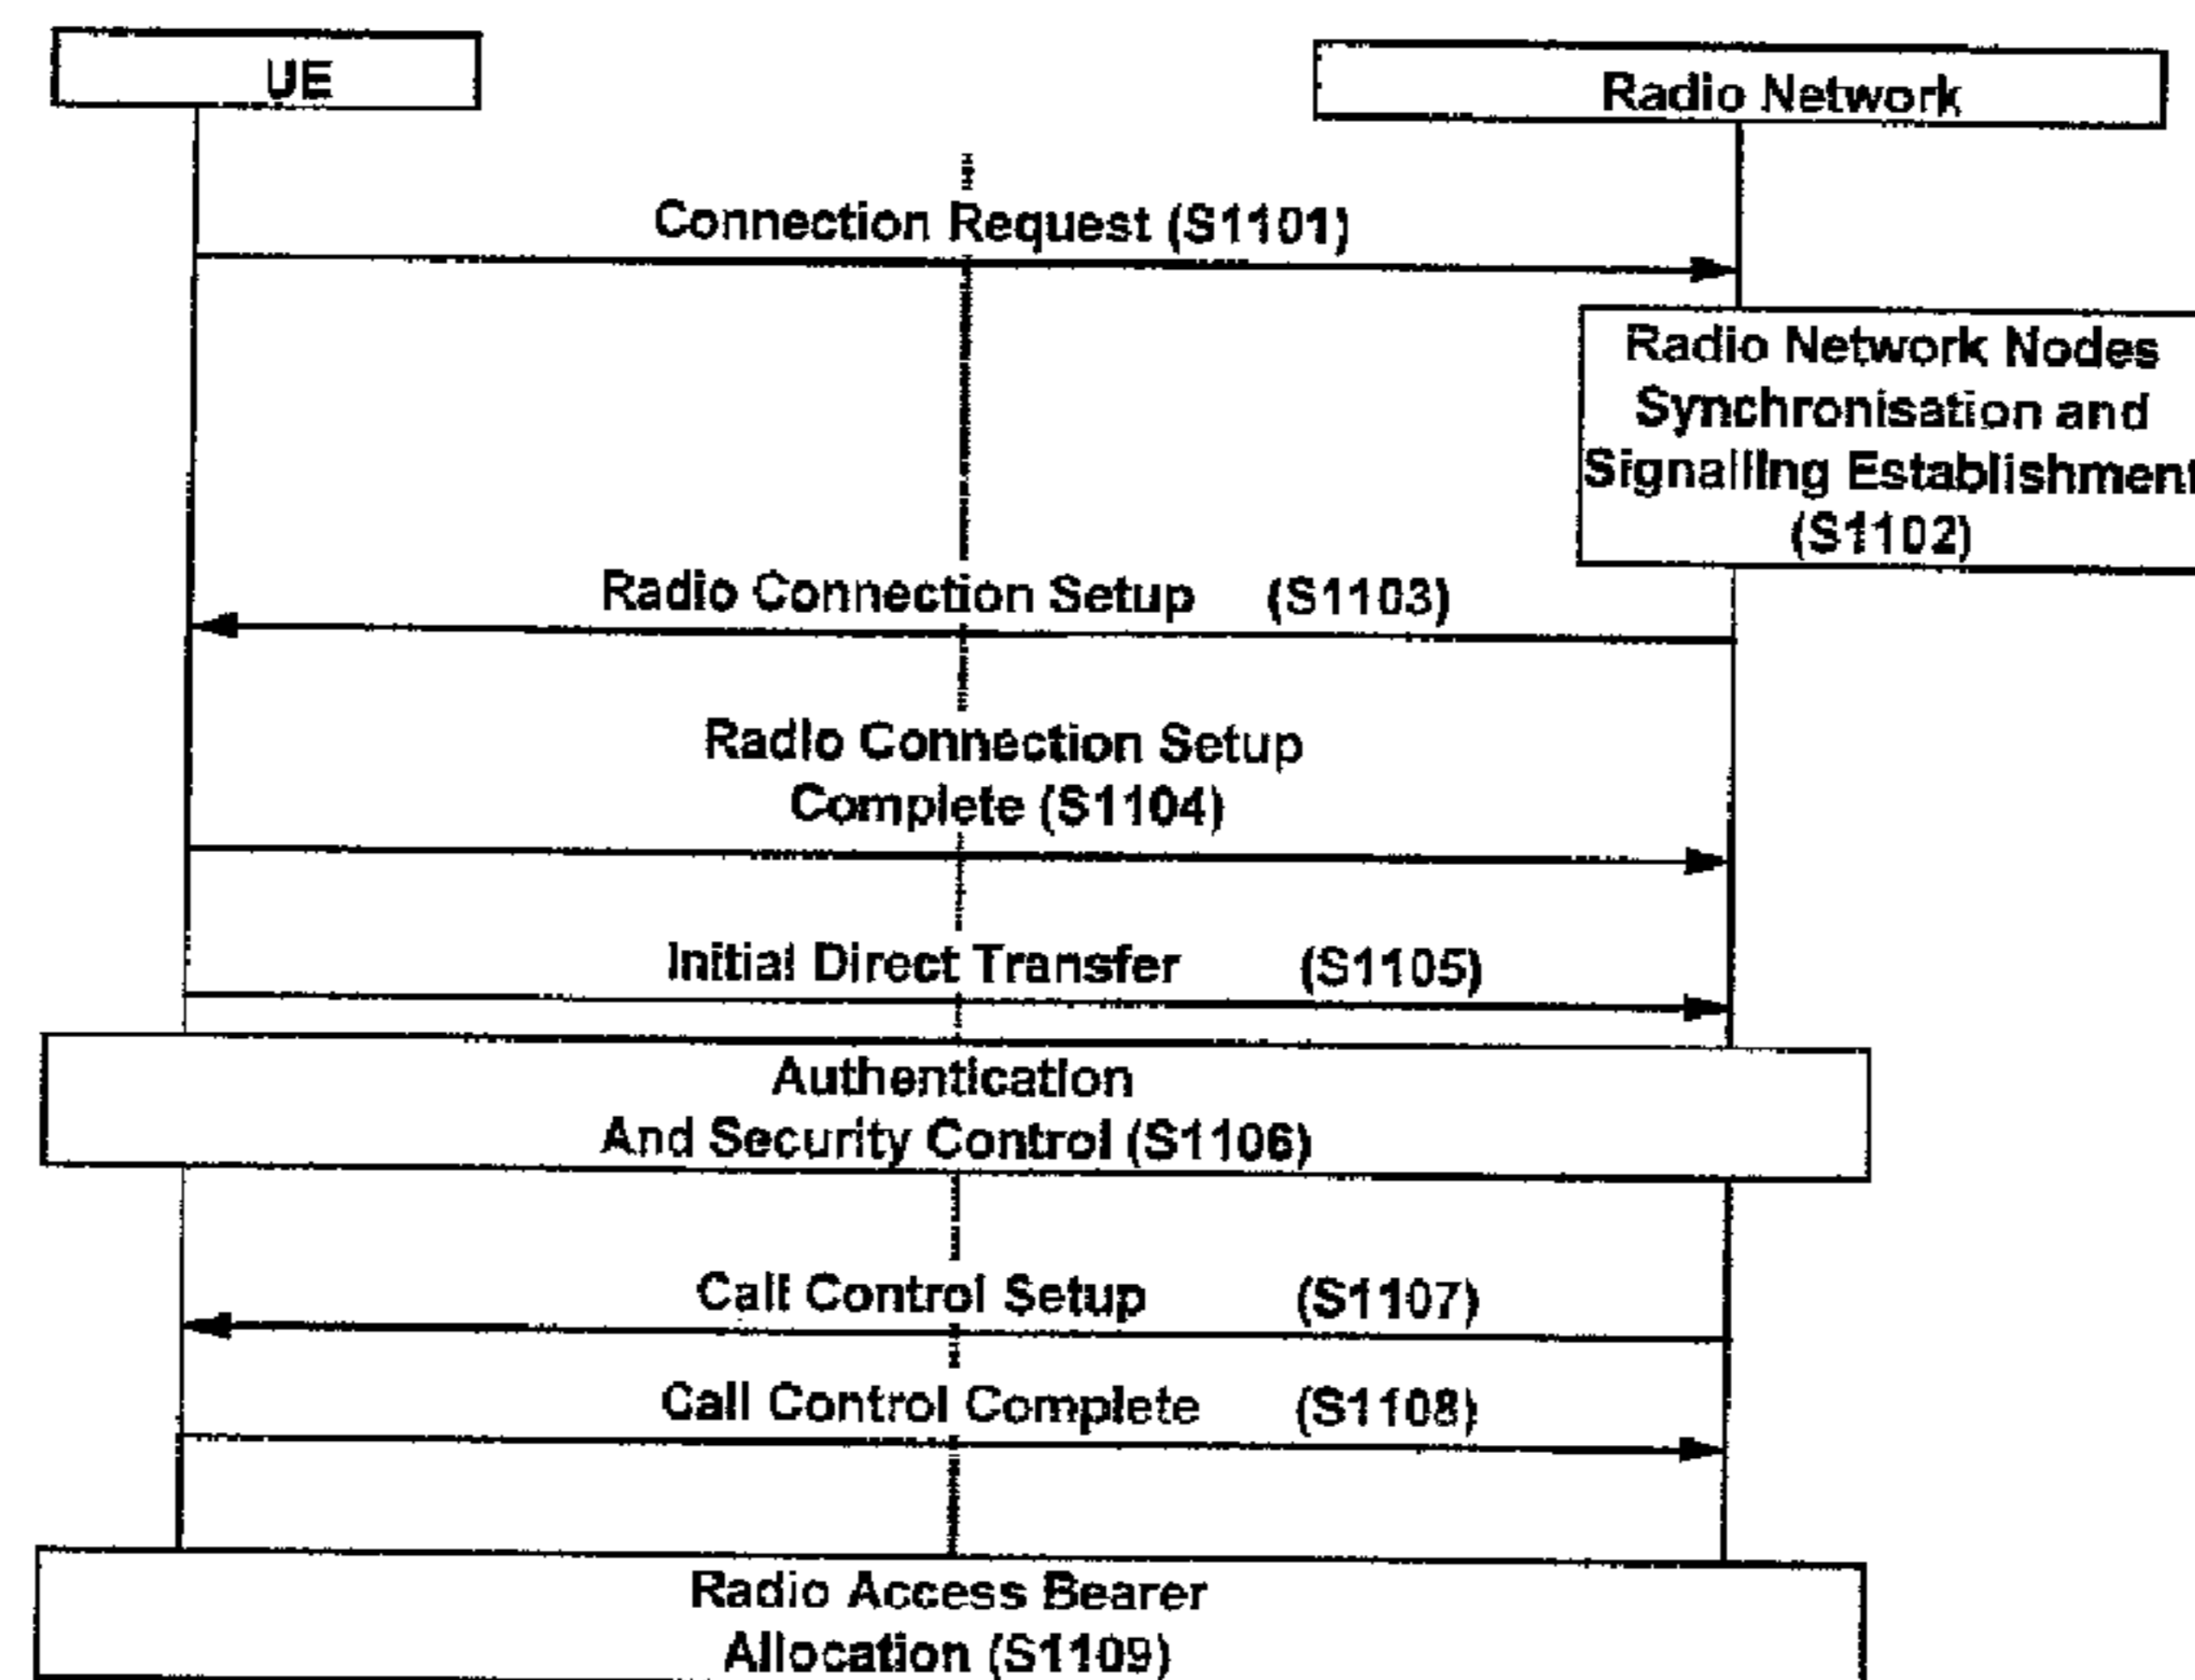 UE
Radio Network
Connection Request (S1101)
Radio Network Nodes
Synchronisation and
Signalling Establishment
(S1102)
Radio Connection Setup (S1103)
Radio Connection Setup
Complete (S1104)
Initial Direct Transfer (S1105)
Authentication
And Security Control (S1106)
Call Control Setup (S1107)
Call Control Complete (S1108)
Radio Access Bearer
Allocation (S1109)